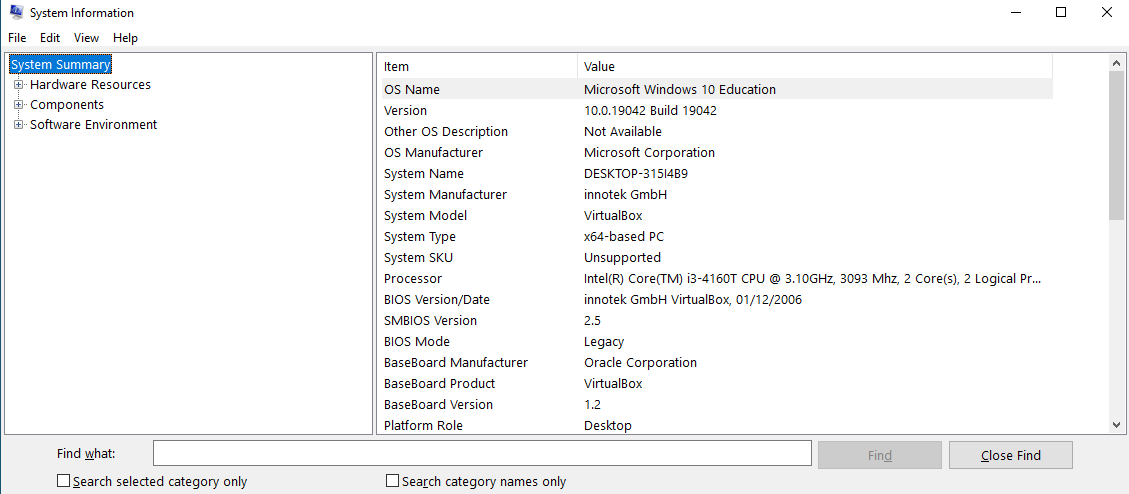 System Information
File Edit View Help
System Summary
Hardware Resources
Components
Software Environment
Item Value
OS Name Microsoft Windows 10 Education
Version 10.0.19042 Build 19042
Other OS Description Not Available
OS Manufacturer Microsoft Corporation
System Name DESKTOP-315I4B9
System Manufacturer innotek GmbH
System Model VirtualBox
System Type x64-based PC
System SKU Unsupported
Processor Intel(R) Core(TM) i3-4160T CPU @ 3.10GHz, 3093 Mhz, 2 Core(s), 2 Logical Pr...
BIOS Version/Date innotek GmbH VirtualBox, 01/12/2006
SMBIOS Version 2.5
BIOS Mode Legacy
BaseBoard Manufacturer Oracle Corporation
BaseBoard Product VirtualBox
BaseBoard Version 1.2
Platform Role Desktop
Find what: Find Close Find
Search selected category only Search category names only